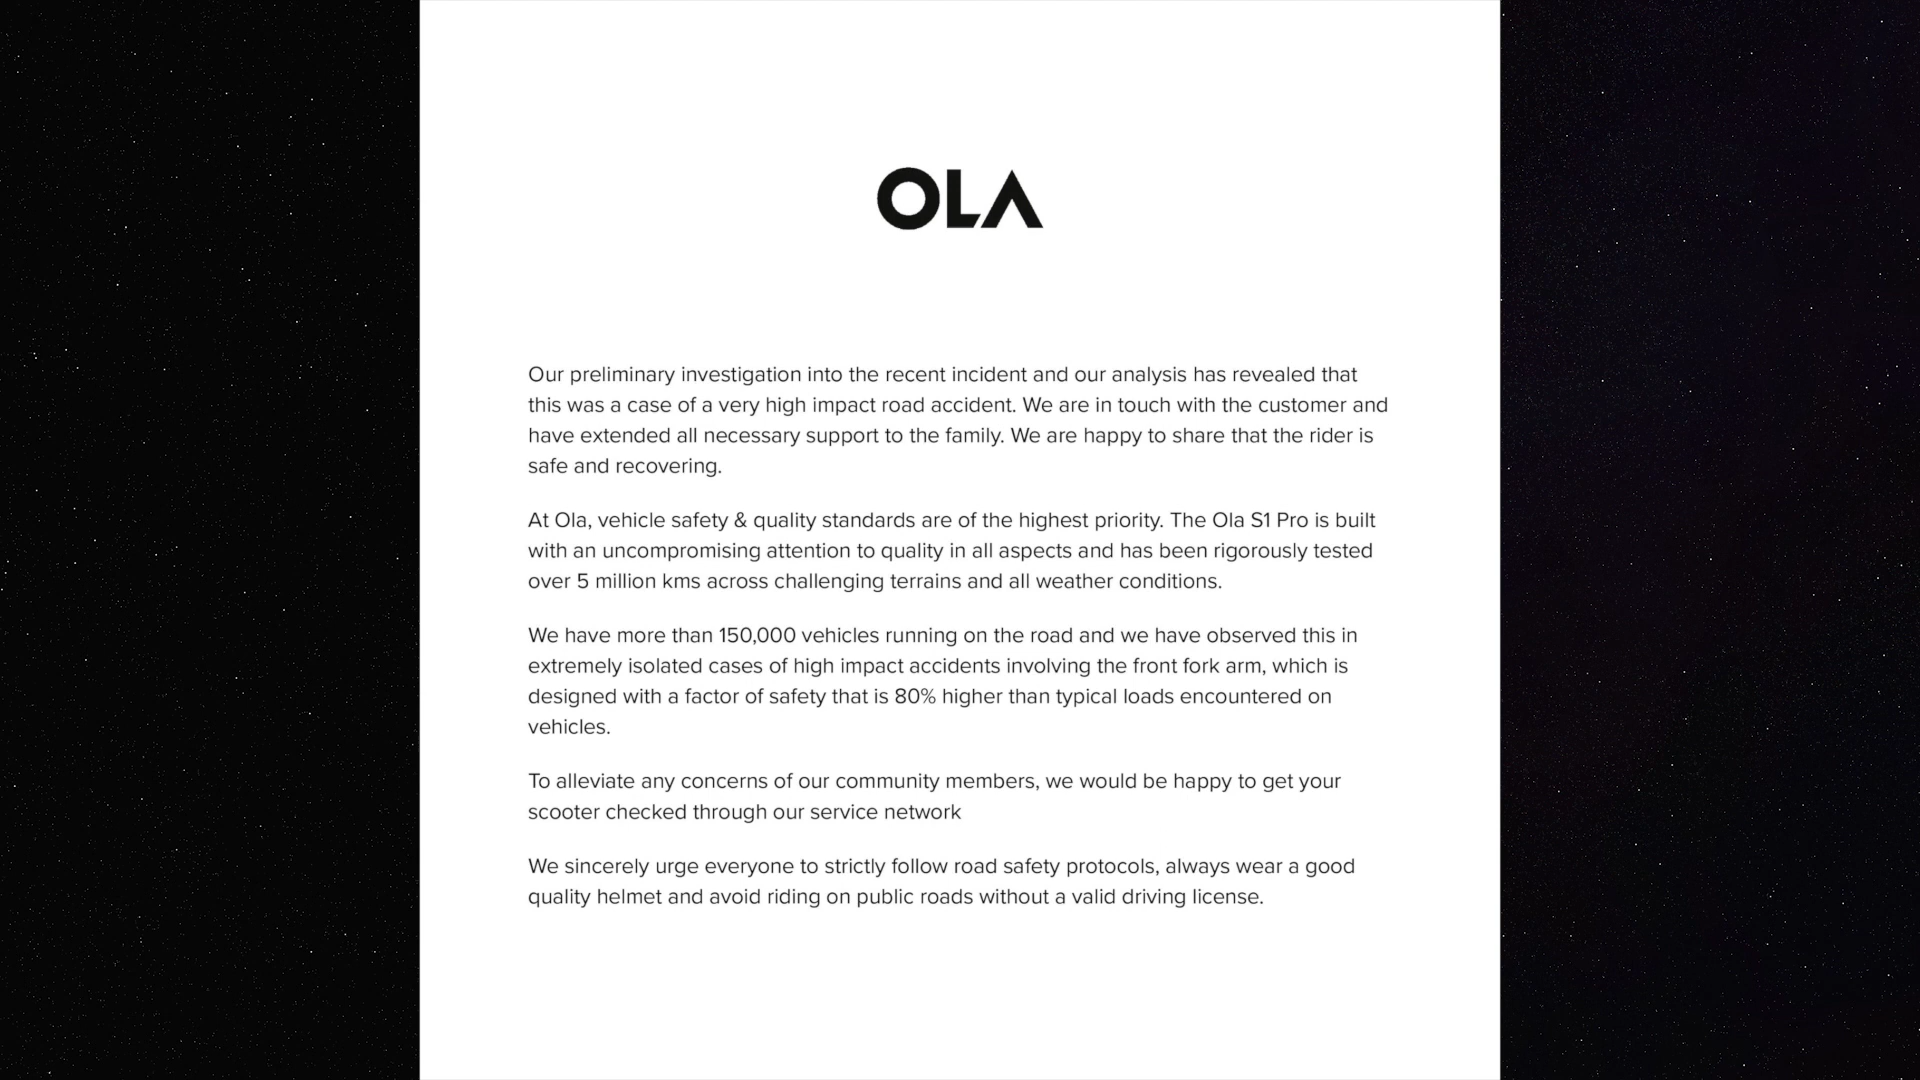 OLA
Our preliminary investigation into the recent incident and our analysis has revealed that
this was a case of a very high impact road accident. We are in touch with the customer and
have extended all necessary support to the family. We are happy to share that the rider is
safe and recovering.
At Ola, vehicle safety & quality standards are of the highest priority. The Ola S1 Pro is built
with an uncompromising attention to quality in all aspects and has been rigorously tested
over 5 million kms across challenging terrains and all weather conditions.
We have more than 150,000 vehicles running on the road and we have observed this in
extremely isolated cases of high impact accidents involving the front fork arm, which is
designed with a factor of safety that is 80% higher than typical loads encountered on
vehicles.
To alleviate any concerns of our community members, we would be happy to get your
scooter checked through our service network
We sincerely urge everyone to strictly follow road safety protocols, always wear a good
quality helmet and avoid riding on public roads without a valid driving license.